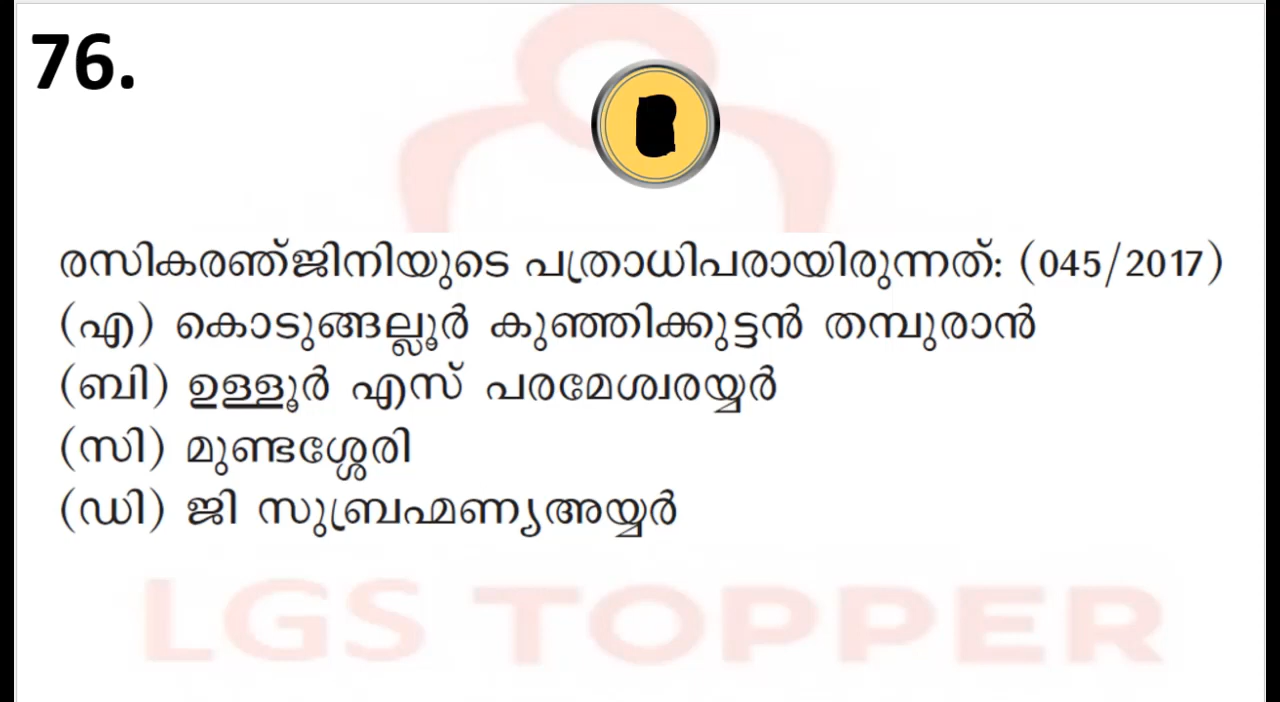 76.
രസികരഞ്ജിനിയുടെ പത്രാധിപരായിരുന്നത്: (045/2017)
(എ) കൊടുങ്ങല്ലൂർ കുഞ്ഞിക്കുട്ടൻ തമ്പുരാൻ
(ബി) ഉള്ളൂർ എസ് പരമേശ്വരയ്യർ
(സി) മുണ്ടശ്ശേരി
(ഡി) ജി സുബ്രഹ്മണ്യഅയ്യർ
LGS TOPPER